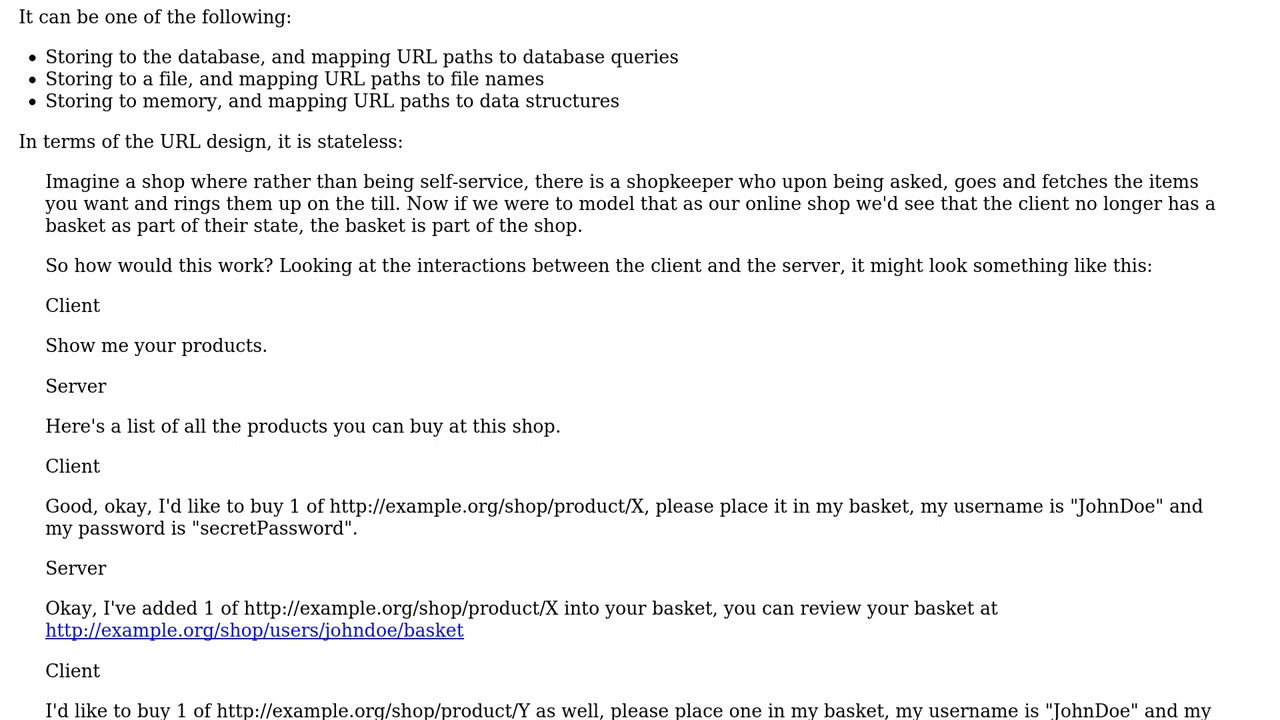 It can be one of the following:
Storing to the database, and mapping URL paths to database queries
Storing to a file, and mapping URL paths to file names
Storing to memory, and mapping URL paths to data structures
In terms of the URL design, it is stateless:
Imagine a shop where rather than being self-service, there is a shopkeeper who upon being asked, goes and fetches the items
you want and rings them up on the till. Now if we were to model that as our online shop we'd see that the client no longer has a
basket as part of their state, the basket is part of the shop.
So how would this work? Looking at the interactions between the client and the server, it might look something like this:
Client
Show me your products.
Server
Here's a list of all the products you can buy at this shop.
Client
Good, okay, I'd like to buy 1 of http://example.org/shop/product/X, please place it in my basket, my username is "JohnDoe" and
my password is "secretPassword".
Server
Okay, I've added 1 of http://example.org/shop/product/X into your basket, you can review your basket at
http://example.org/shop/users/johndoe/basket
Client
I'd like to buy 1 of http://example.org/shop/product/Y as well, please place one in my basket, my username is "JohnDoe" and my